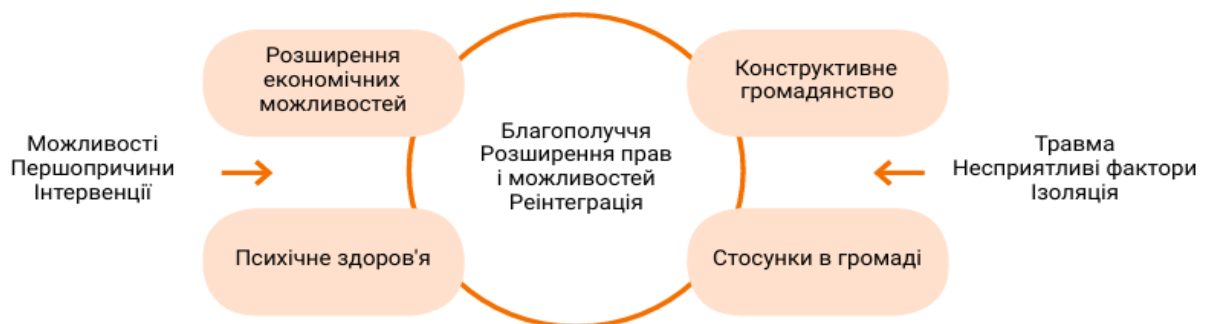 Розширення
економічних
можливостей
Конструктивне
громадянство
Можливості
Першопричини
Інтервенції
Благополуччя
Розширення прав
і можливостей
Реінтеграція
Травма
Несприятливі фактори
Ізоляція
Психічне здоров'я
Стосунки в громаді